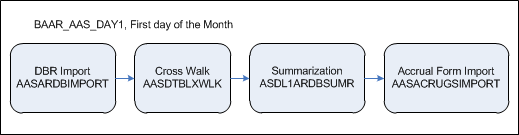 BAAR_AAS_DAY1, First day of the Month
DBR Import
AASARDBIMPORT
Cross Walk
AASDTBLXWLK
Summarization
ASDL1ARDBSUMR
Accrual Form Import
AASACRUGSIMPORT